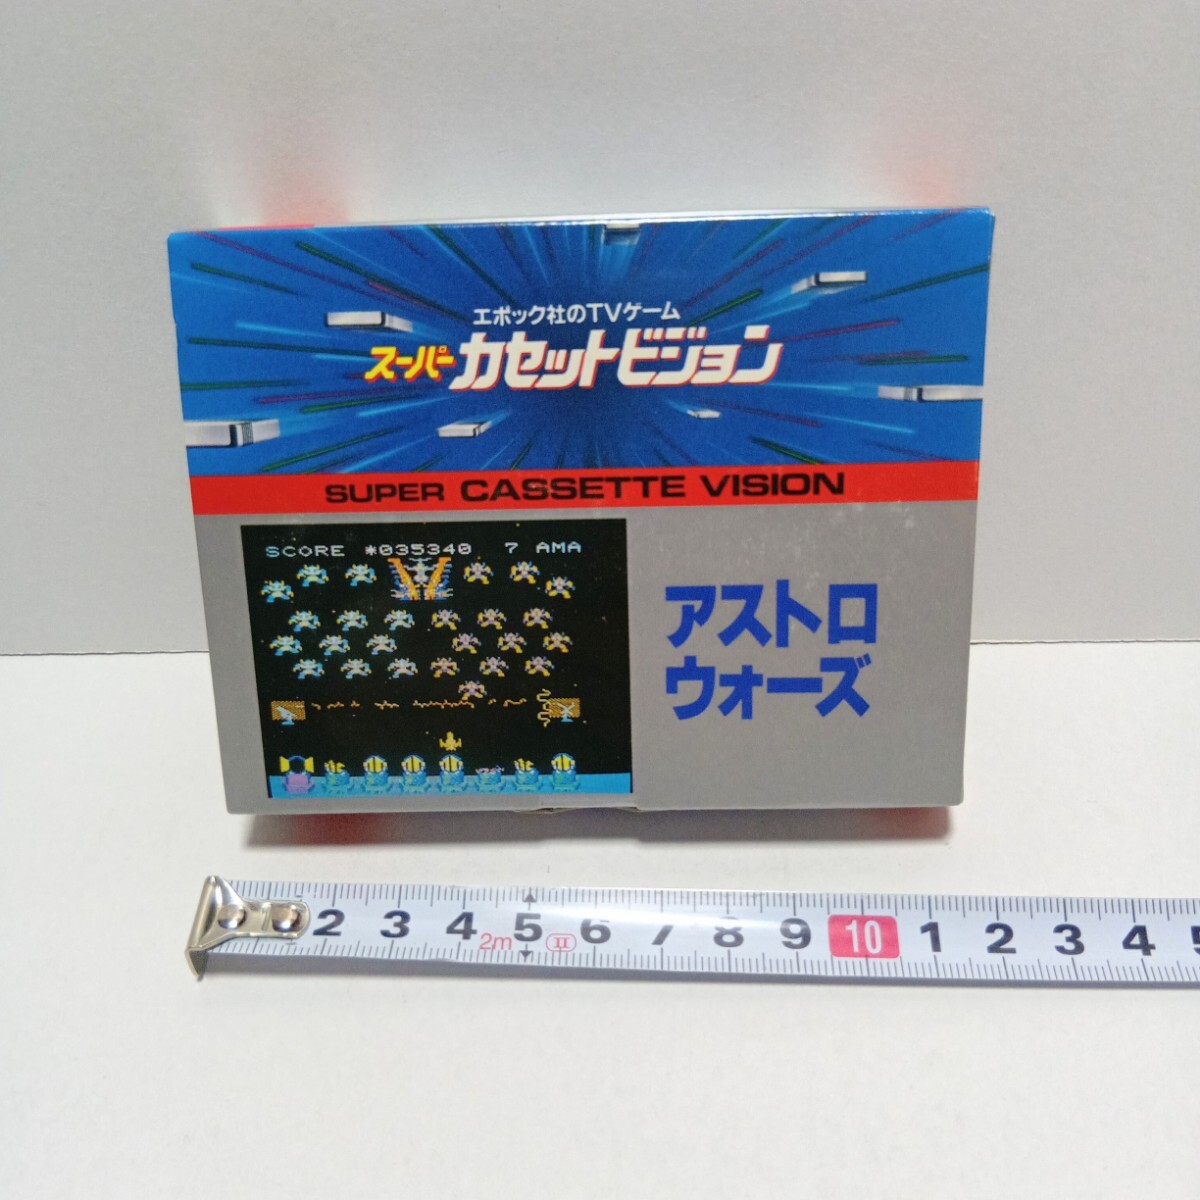 エポック社のTVゲーム
スーパーカセットビジョン
SUPER CASSETTE VISION
SCORE *035340 7 AMA
アストロ
ウォーズ
2 3 4 5 6 7 8 9 10 1 2 3 4 5
2m II